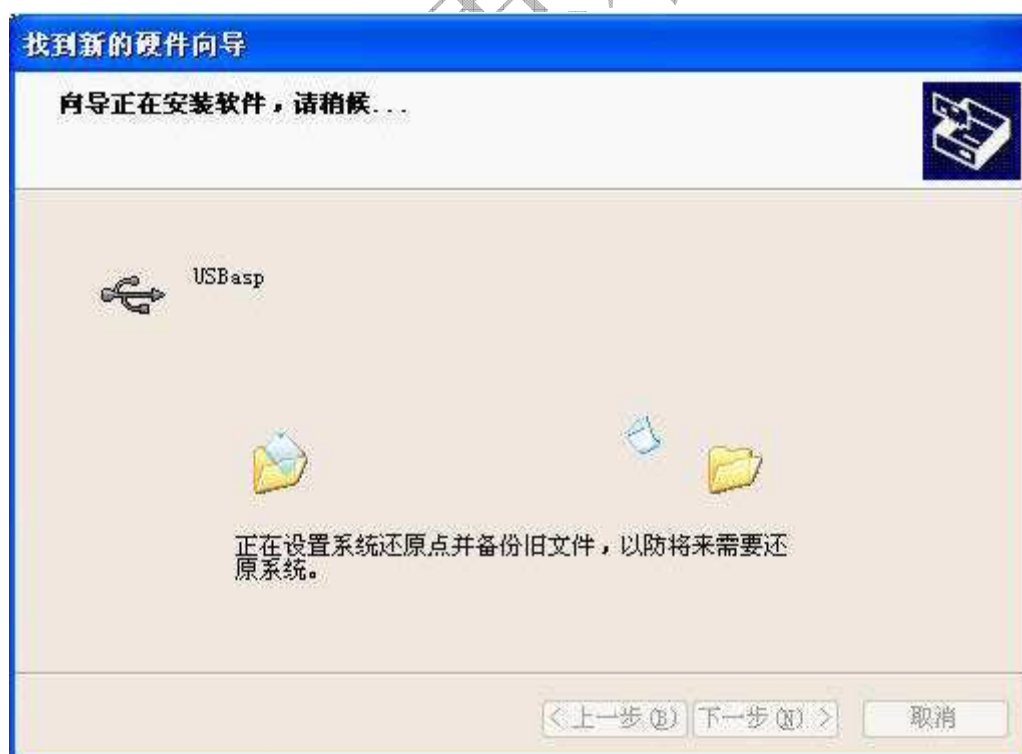 找到新的硬件向导
向导正在安装软件，请稍候...
USBasp
正在设置系统还原点并备份旧文件，以防将来需要还
原系统。
< 上一步(B) 下一步(N) > 取消